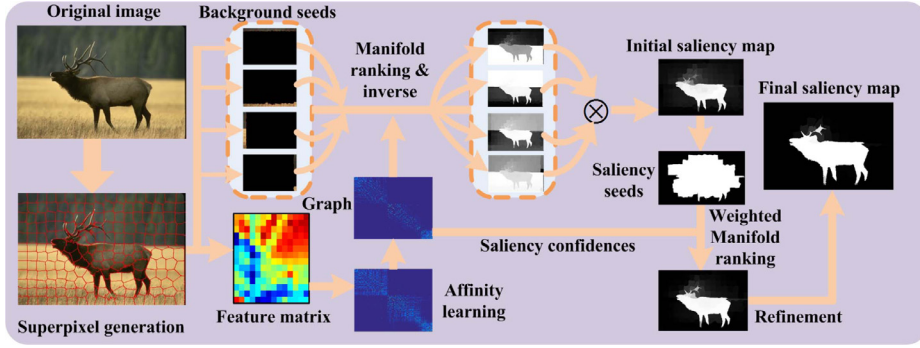 Original image
Background seeds
Manifold
ranking &
inverse
Initial saliency map
Final saliency map
Saliency
seeds
Graph
Saliency confidences
Weighted
Manifold
ranking
Superpixel generation
Feature matrix
Affinity
learning
Refinement